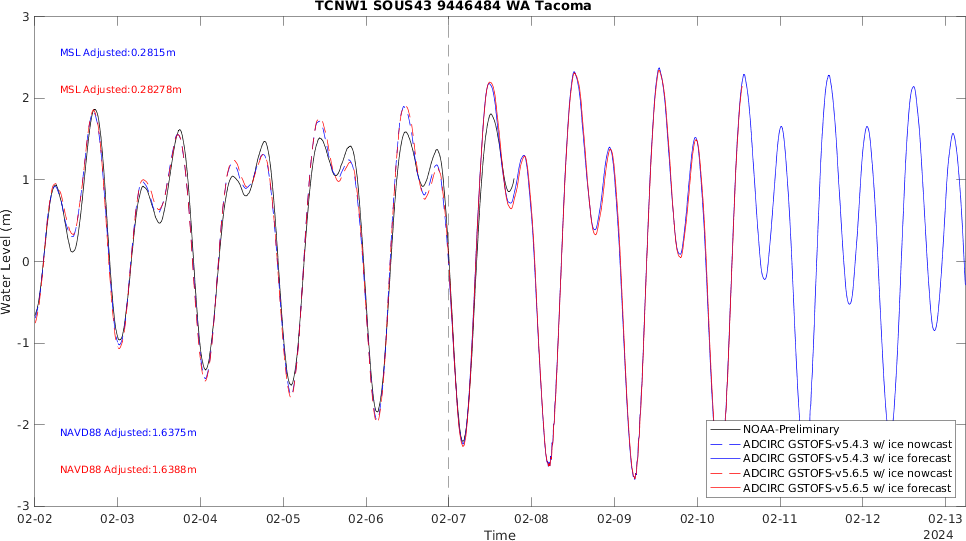 TCNW1 SOUS43 9446484 WA Tacoma
3
2
1
0
-1
-2
-3
Water Level (m)
MSL Adjusted:0.2815m
MSL Adjusted:0.28278m
NAVD88 Adjusted:1.6375m
NAVD88 Adjusted:1.6388m
NOAA-Preliminary
ADCIRC GSTOFS-v5.4.3 w/ ice nowcast
ADCIRC GSTOFS-v5.4.3 w/ ice forecast
ADCIRC GSTOFS-v5.6.5 w/ ice nowcast
ADCIRC GSTOFS-v5.6.5 w/ ice forecast
02-02 02-03 02-04 02-05 02-06 02-07 02-08 02-09 02-10 02-11 02-12 02-13
Time
2024